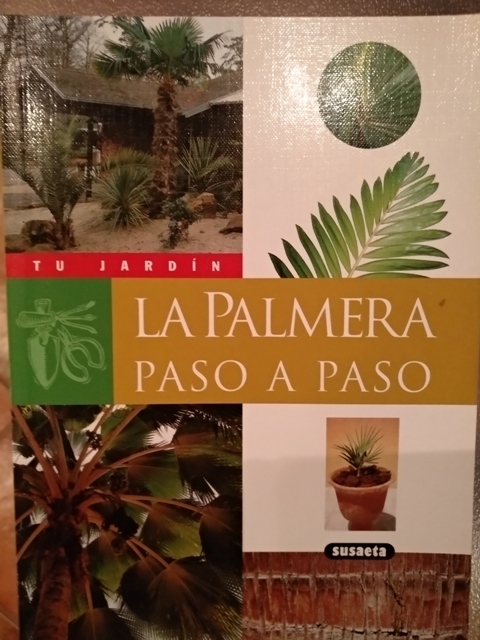 TU JARDÍN
LA PALMERA
PASO A PASO
susaeta